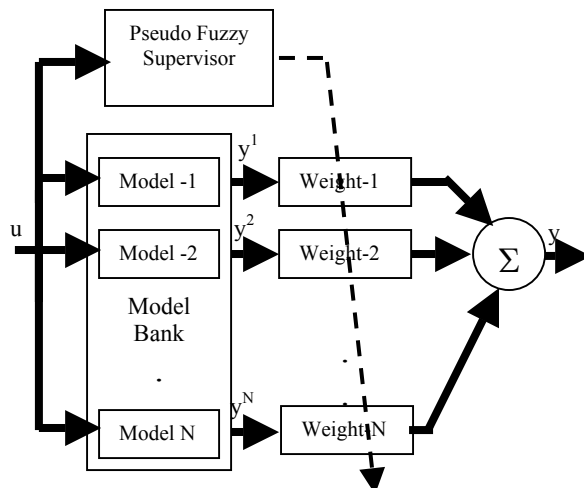 Pseudo Fuzzy
Supervisor
u
Model -1
y1
Weight-1
Model -2
y2
Weight-2
Σ
y
Model
Bank
.
.
.
Model N
yN
Weight-N